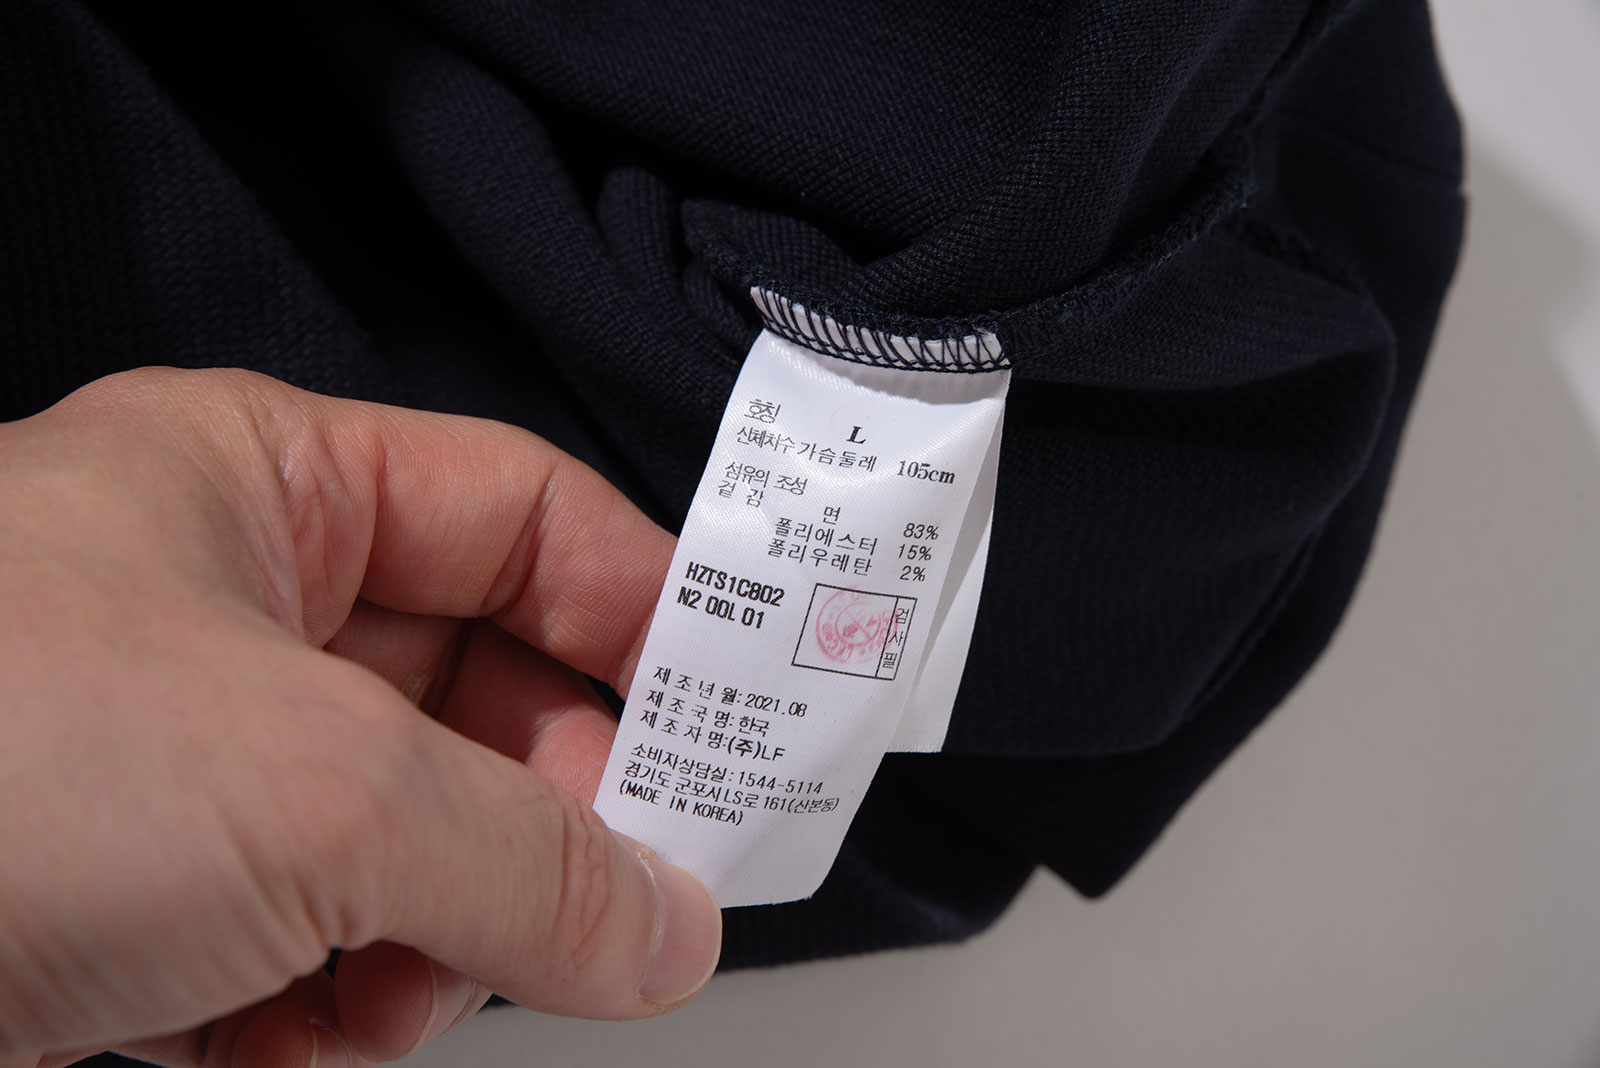 호칭 L
신체치수 가슴둘레 105cm
섬유의 조성
겉 감
면 83%
폴리에스터 15%
폴리우레탄 2%
HZTS1C802
N2 00L 01
검사필
제 조 년 월: 2021.08
제 조 국 명: 한국
제 조 자 명:(주)LF
소비자상담실:1544-5114
경기도 군포시LS로 161(산본동)
(MADE IN KOREA)